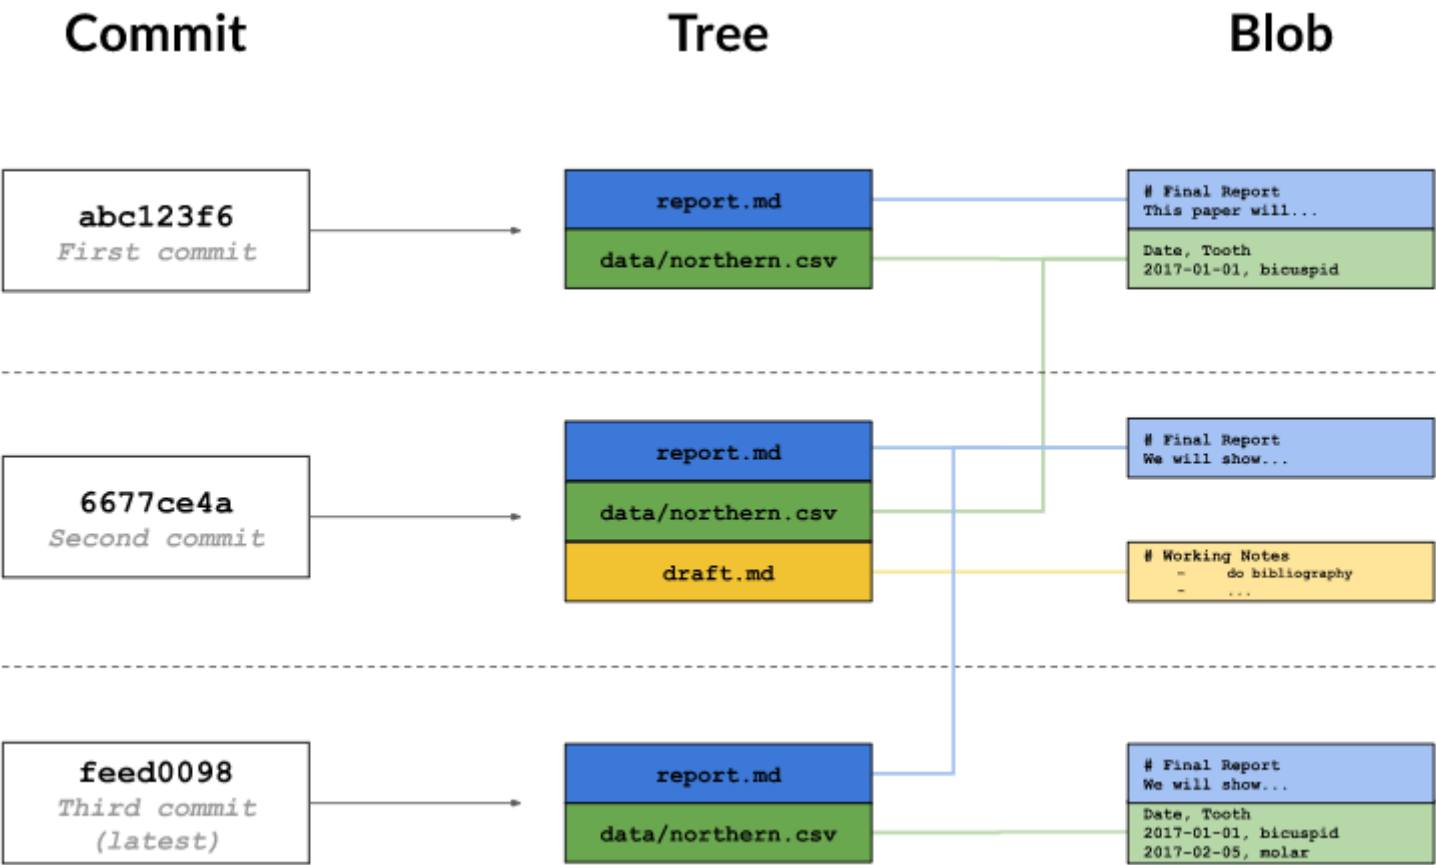 Commit Tree Blob
abc123f6
First commit
report.md
data/northern.csv
# Final Report
This paper will...
Date, Tooth
2017-01-01, bicuspid
6677ce4a
Second commit
report.md
data/northern.csv
draft.md
# Final Report
We will show...
# Working Notes
- do bibliography
- ...
feed0098
Third commit
(latest)
report.md
data/northern.csv
# Final Report
We will show...
Date, Tooth
2017-01-01, bicuspid
2017-02-05, molar